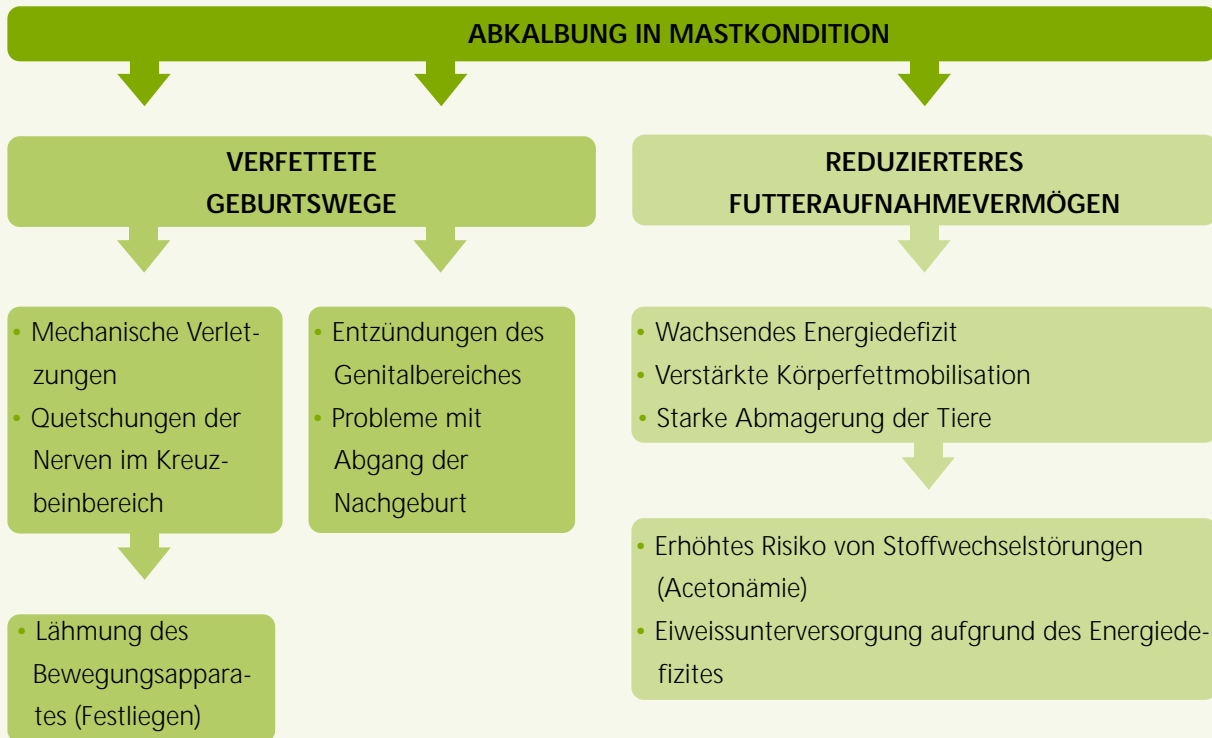 ABKALBUNG IN MASTKONDITION
VERFETTETE
GEBURTSWEGE
• Mechanische Verlet-
zungen
• Quetschungen der
Nerven im Kreuz-
beinbereich
• Lähmung des
Bewegungsappara-
tes (Festliegen)
• Entzündungen des
Genitalbereiches
• Probleme mit
Abgang der
Nachgeburt
REDUZIERTERES
FUTTERAUFNAHMEVERMÖGEN
• Wachsendes Energiedefizit
• Verstärkte Körperfettmobilisation
• Starke Abmagerung der Tiere
• Erhöhtes Risiko von Stoffwechselstörungen
(Acetonämie)
• Eiweissunterversorgung aufgrund des Energiede-
fizites